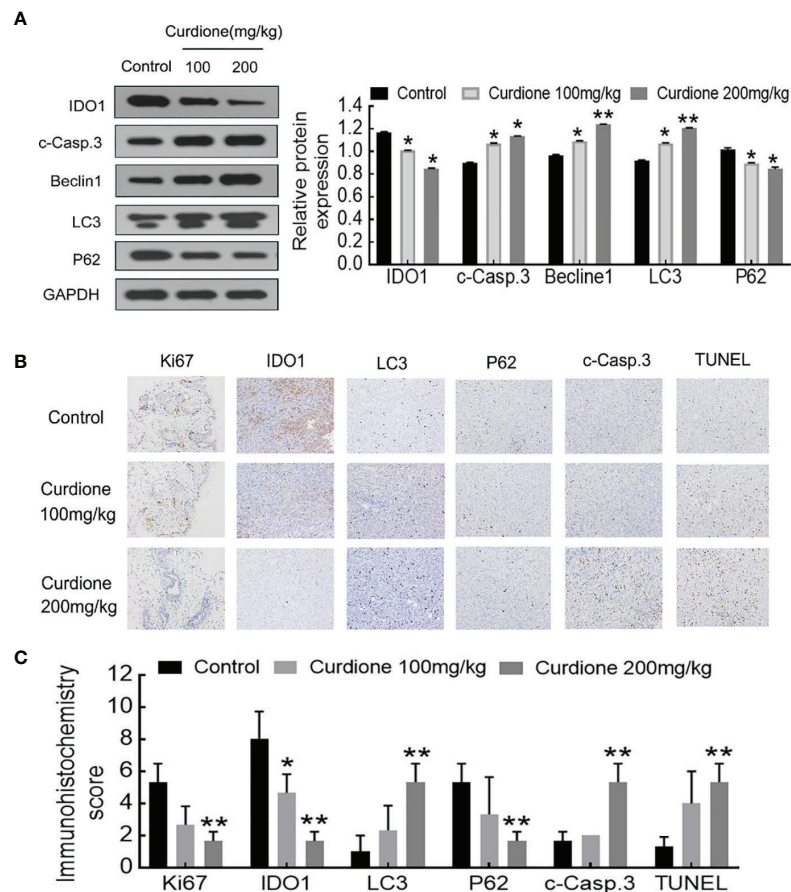 A
Curdione(mg/kg)
Control 100 200
IDO1
c-Casp.3
Beclin1
LC3
P62
GAPDH
Control Curdione 100mg/kg Curdione 200mg/kg
Relative protein
expression
1.4
1.2
1.0
0.8
0.6
0.4
0.2
0.0
* * * * * ** * ** * *
IDO1 c-Casp.3 Becline1 LC3 P62
B
Ki67 IDO1 LC3 P62 c-Casp.3 TUNEL
Control
Curdione
100mg/kg
Curdione
200mg/kg
C
Control Curdione 100mg/kg Curdione 200mg/kg
Immunohistochemistry
score
12
10
8
6
4
2
0
** * ** ** ** ** **
Ki67 IDO1 LC3 P62 c-Casp.3 TUNEL